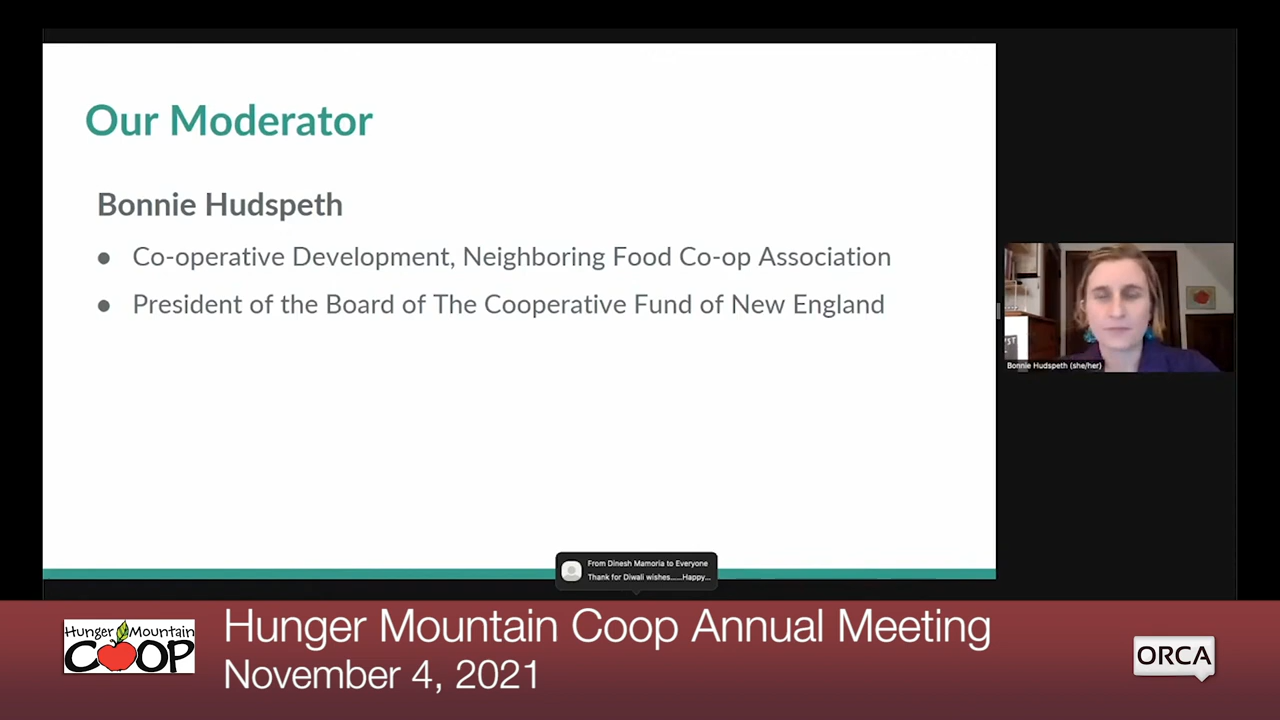 Our Moderator
Bonnie Hudspeth
● Co-operative Development, Neighboring Food Co-op Association
● President of the Board of The Cooperative Fund of New England
Bonnie Hudspeth (she/her)
From Dinesh Mamoria to Everyone
Thank for Diwali wishes......Happy...
Hunger Mountain
COOP
Hunger Mountain Coop Annual Meeting
November 4, 2021
ORCA